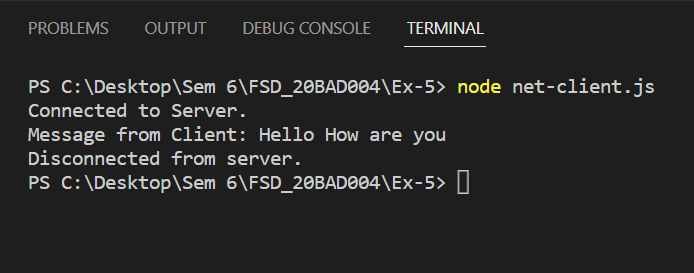 PROBLEMS OUTPUT DEBUG CONSOLE TERMINAL
PS C:\Desktop\Sem 6\FSD_20BAD004\Ex-5> node net-client.js
Connected to Server.
Message from Client: Hello How are you
Disconnected from server.
PS C:\Desktop\Sem 6\FSD_20BAD004\Ex-5>